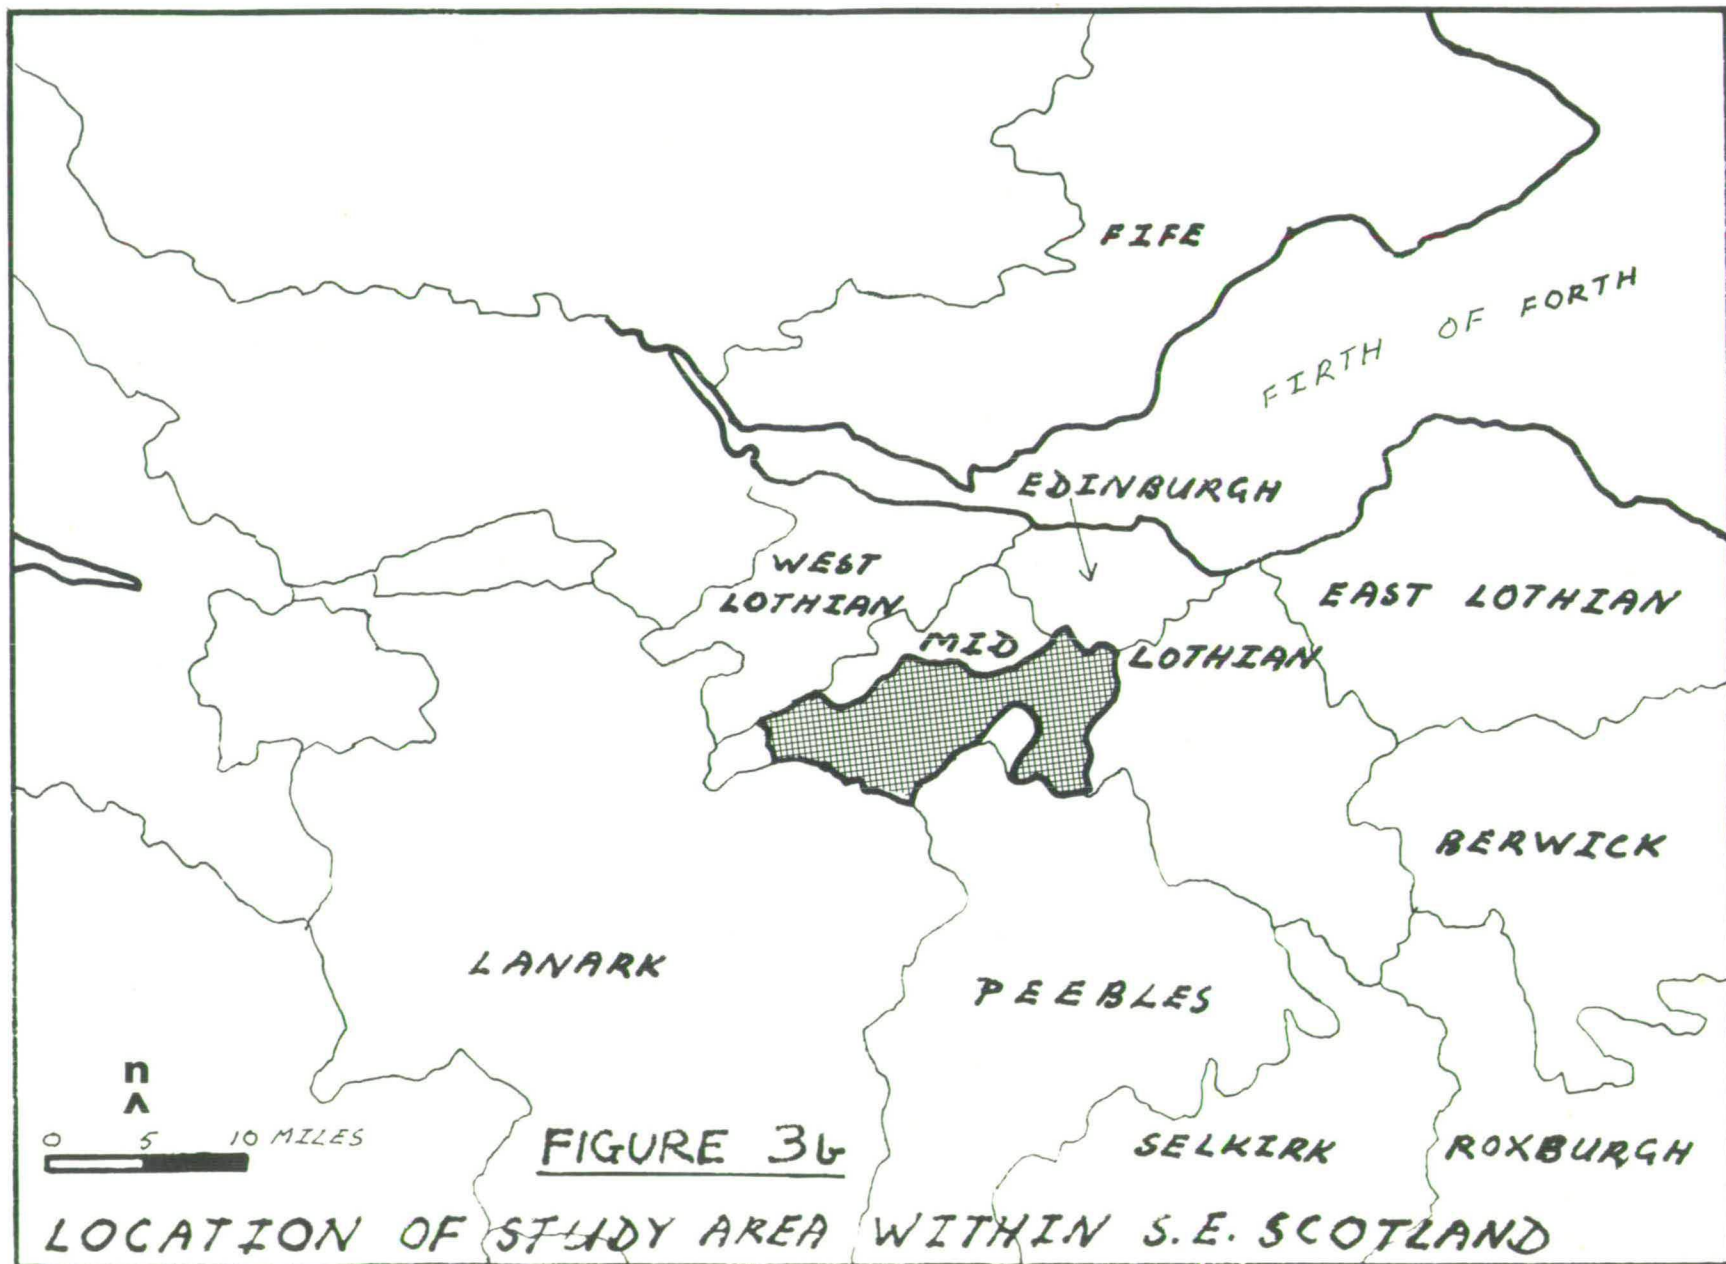 FIFE
FIRTH OF FORTH
EDINBURGH
WEST
LOTHIAN
EAST LOTHIAN
MID
LOTHIAN
BERWICK
LANARK
PEEBLES
n
0 5 10 MILES
FIGURE 3b
SELKIRK
ROXBURGH
LOCATION OF STUDY AREA WITHIN S.E. SCOTLAND